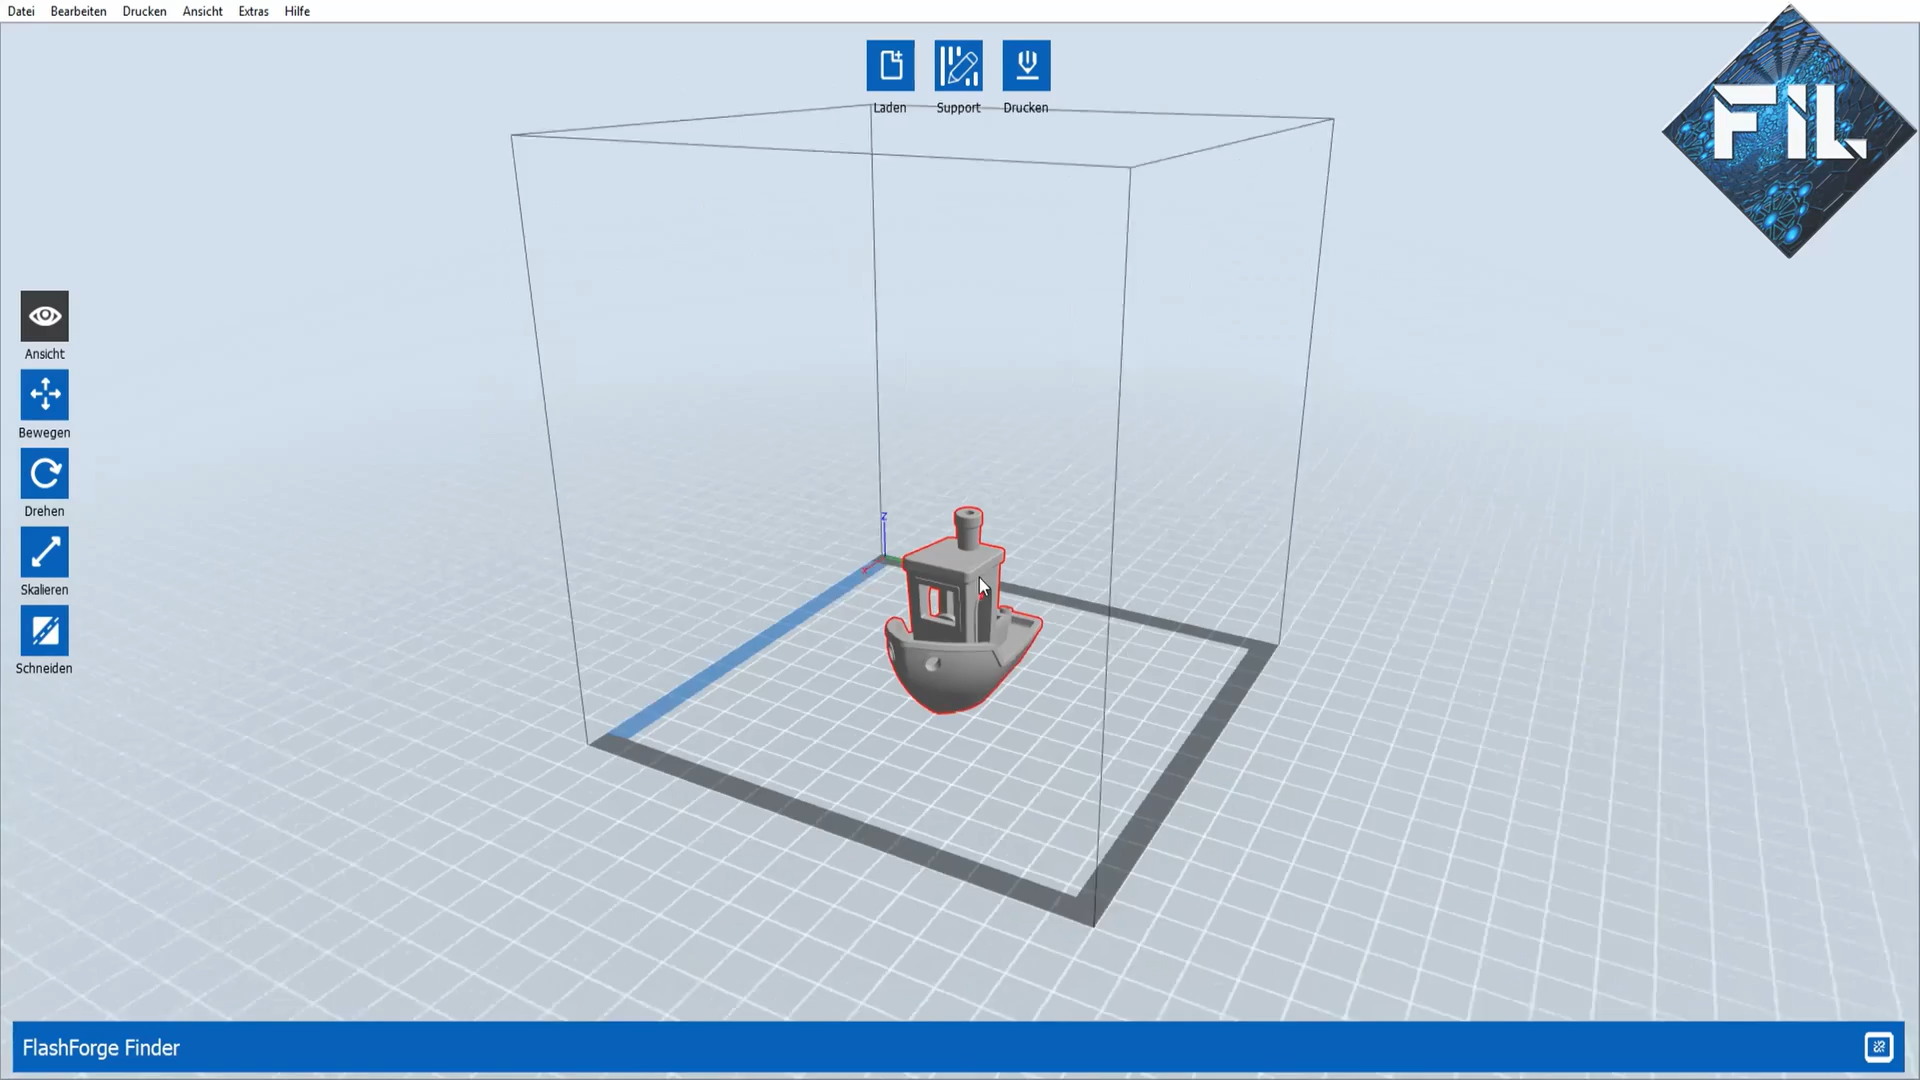 Datei Bearbeiten Drucken Ansicht Extras Hilfe
Laden Support Drucken
FIL
Ansicht
Bewegen
Drehen
Skalieren
Schneiden
Z
X
FlashForge Finder